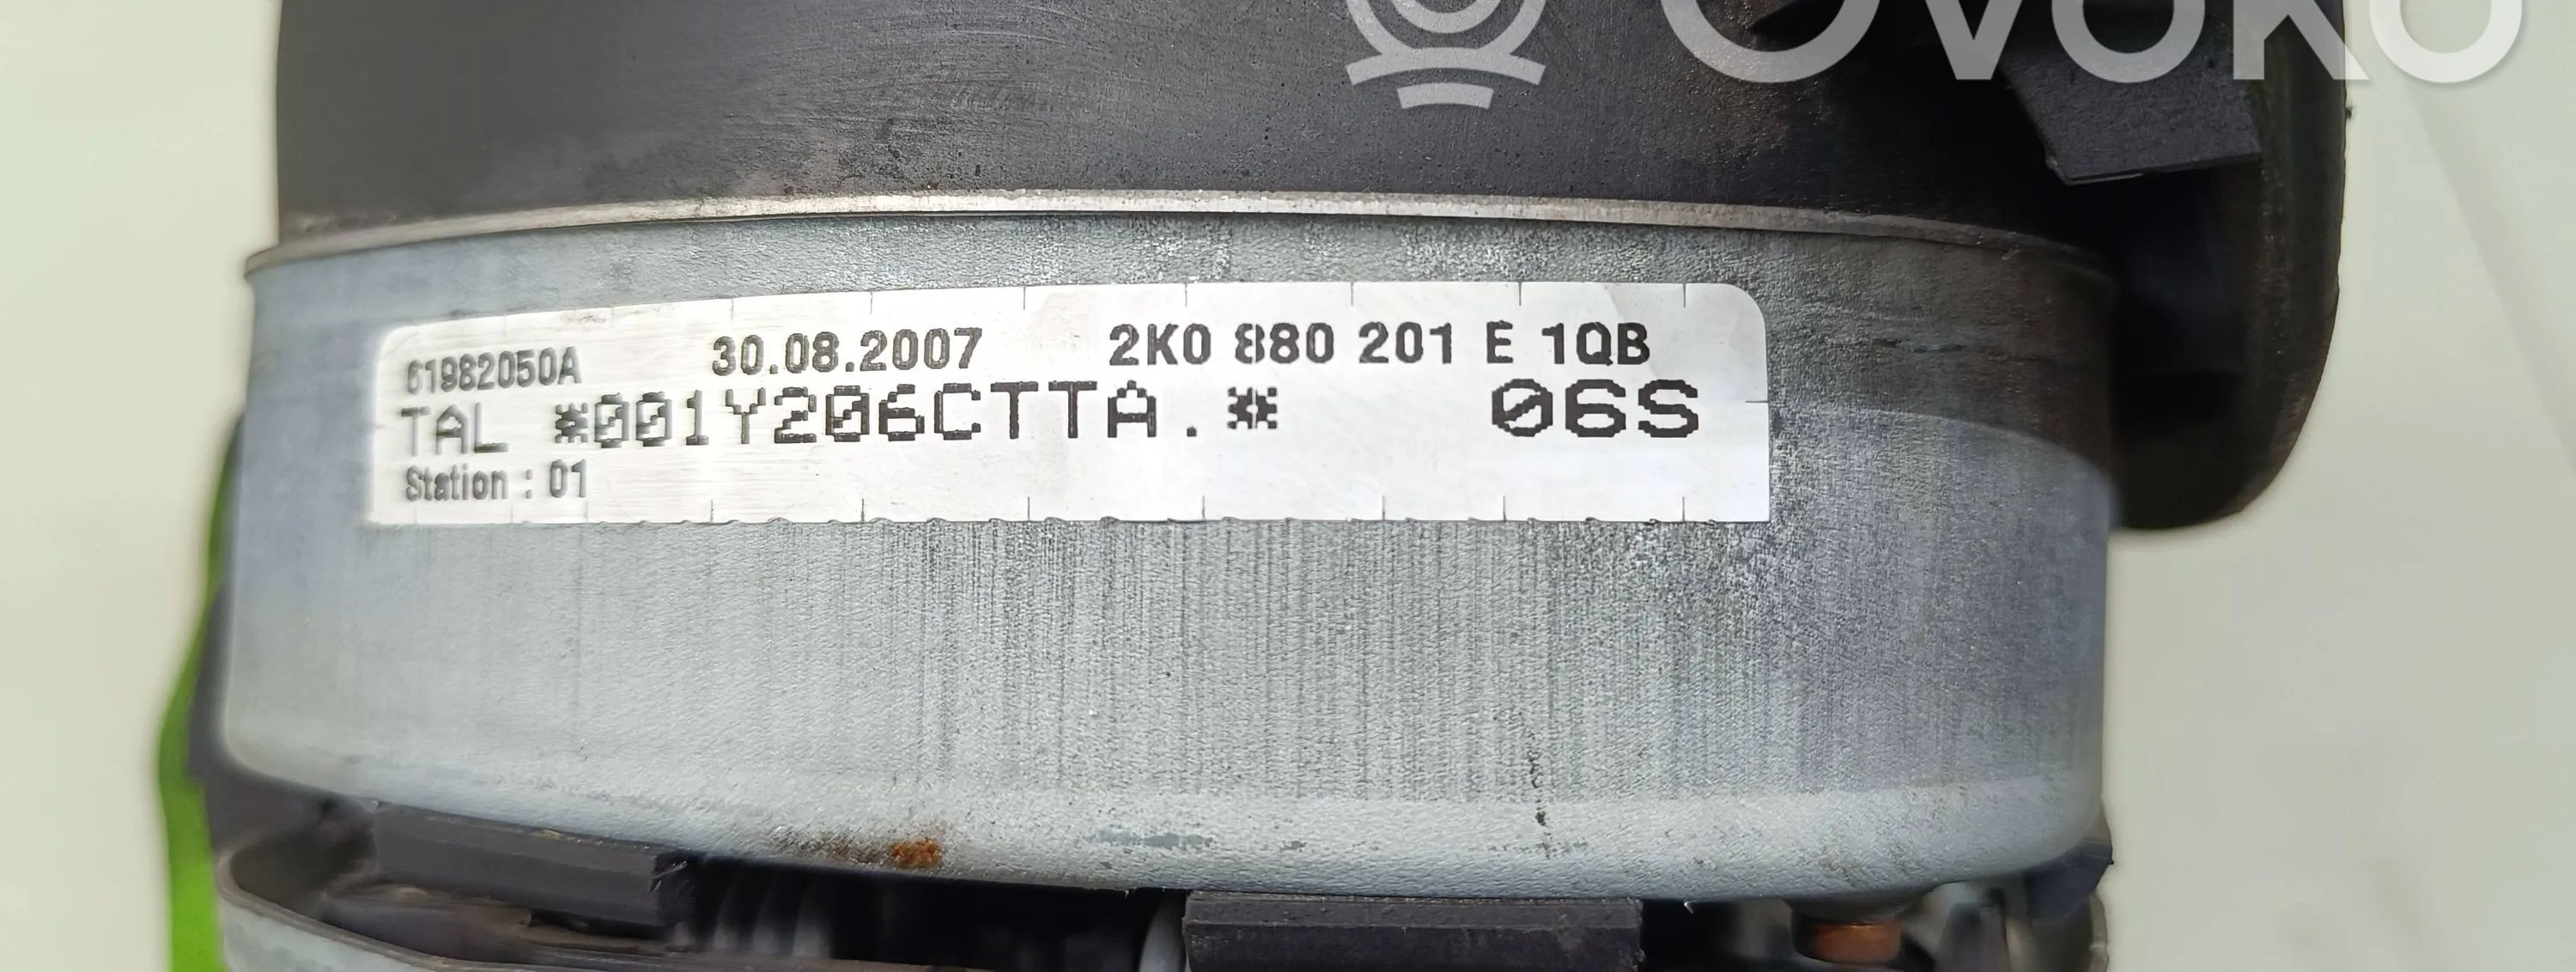 OVOKO
61982050A 30.08.2007 2K0 880 201 E 1QB
TAL *001Y206CTTA.* 06S
Station : 01